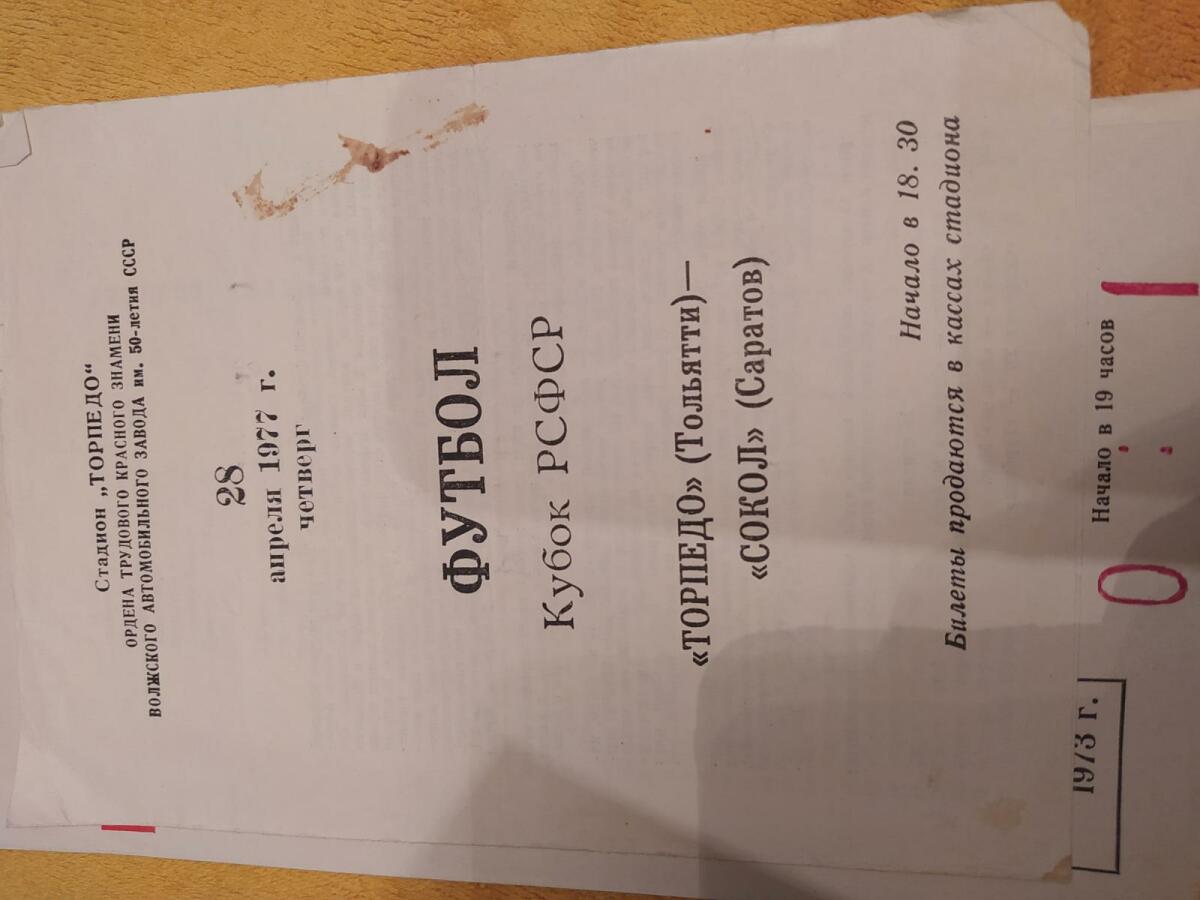 Стадион „ТОРПЕДО“
ОРДЕНА ТРУДОВОГО КРАСНОГО ЗНАМЕНИ
ВОЛЖСКОГО АВТОМОБИЛЬНОГО ЗАВОДА им. 50-летия СССР
28
апреля 1977 г.
четверг
ФУТБОЛ
Кубок РСФСР
«ТОРПЕДО» (Тольятти)—
«СОКОЛ» (Саратов)
Начало в 18. 30
Билеты продаются в кассах стадиона
1973 г.
Начало в 19 часов
0 : 1